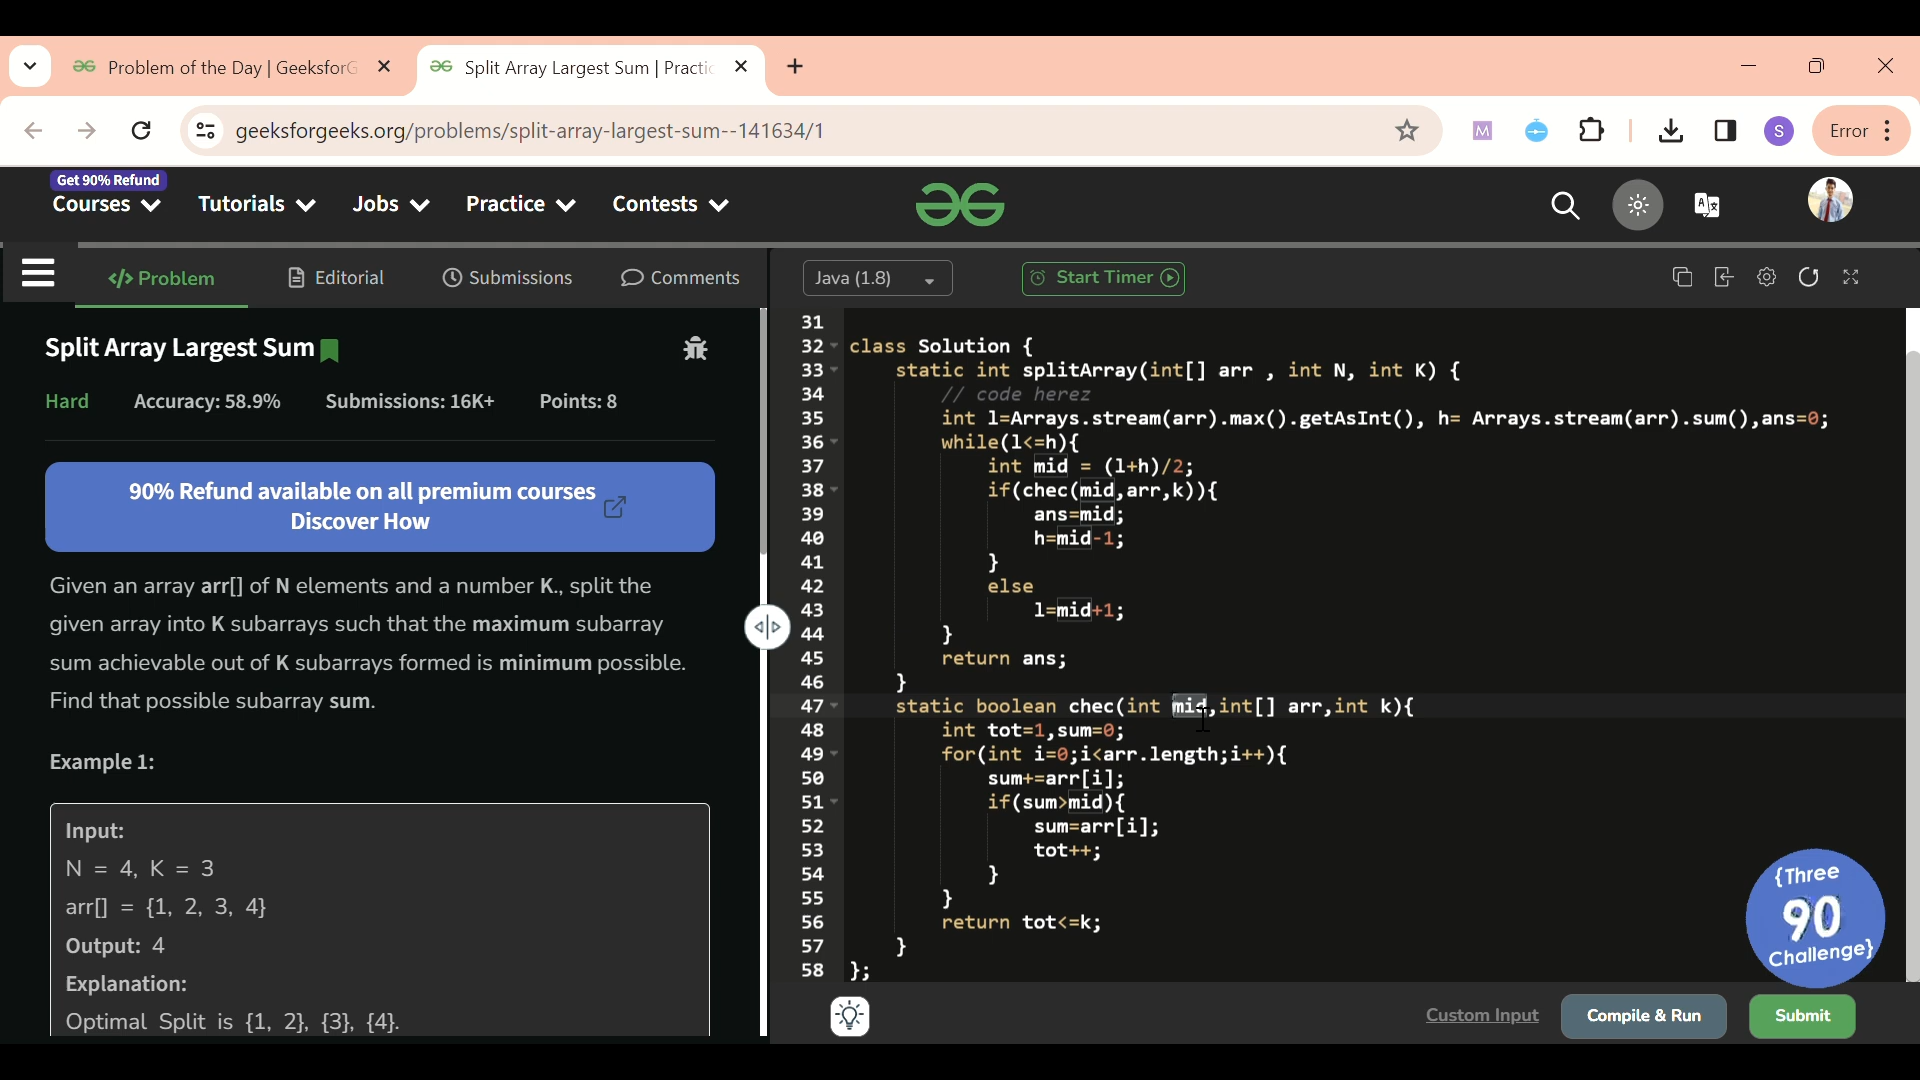 Problem of the Day | GeeksforG
Split Array Largest Sum | Practic
geeksforgeeks.org/problems/split-array-largest-sum--141634/1
M
S
Error
Get 90% Refund
Courses
Tutorials
Jobs
Practice
Contests
</> Problem
Editorial
Submissions
Comments
Java (1.8)
Start Timer
Split Array Largest Sum
Hard
Accuracy: 58.9%
Submissions: 16K+
Points: 8
90% Refund available on all premium courses
Discover How
Given an array arr[] of N elements and a number K., split the
given array into K subarrays such that the maximum subarray
sum achievable out of K subarrays formed is minimum possible.
Find that possible subarray sum.
Example 1:
Input:
N = 4, K = 3
arr[] = {1, 2, 3, 4}
Output: 4
Explanation:
Optimal Split is {1, 2}, {3}, {4}.
31
32 class Solution {
33 static int splitArray(int[] arr , int N, int K) {
34 // code herez
35 int l=Arrays.stream(arr).max().getAsInt(), h= Arrays.stream(arr).sum(),ans=0;
36 while(l<=h){
37 int mid = (l+h)/2;
38 if(chec(mid,arr,k)){
39 ans=mid;
40 h=mid-1;
41 }
42 else
43 l=mid+1;
44 }
45 return ans;
46 }
47 static boolean chec(int mid,int[] arr,int k){
48 int tot=1,sum=0;
49 for(int i=0;i<arr.length;i++){
50 sum+=arr[i];
51 if(sum>mid){
52 sum=arr[i];
53 tot++;
54 }
55 }
56 return tot<=k;
57 }
58 };
{Three
90
Challenge}
Custom Input
Compile & Run
Submit